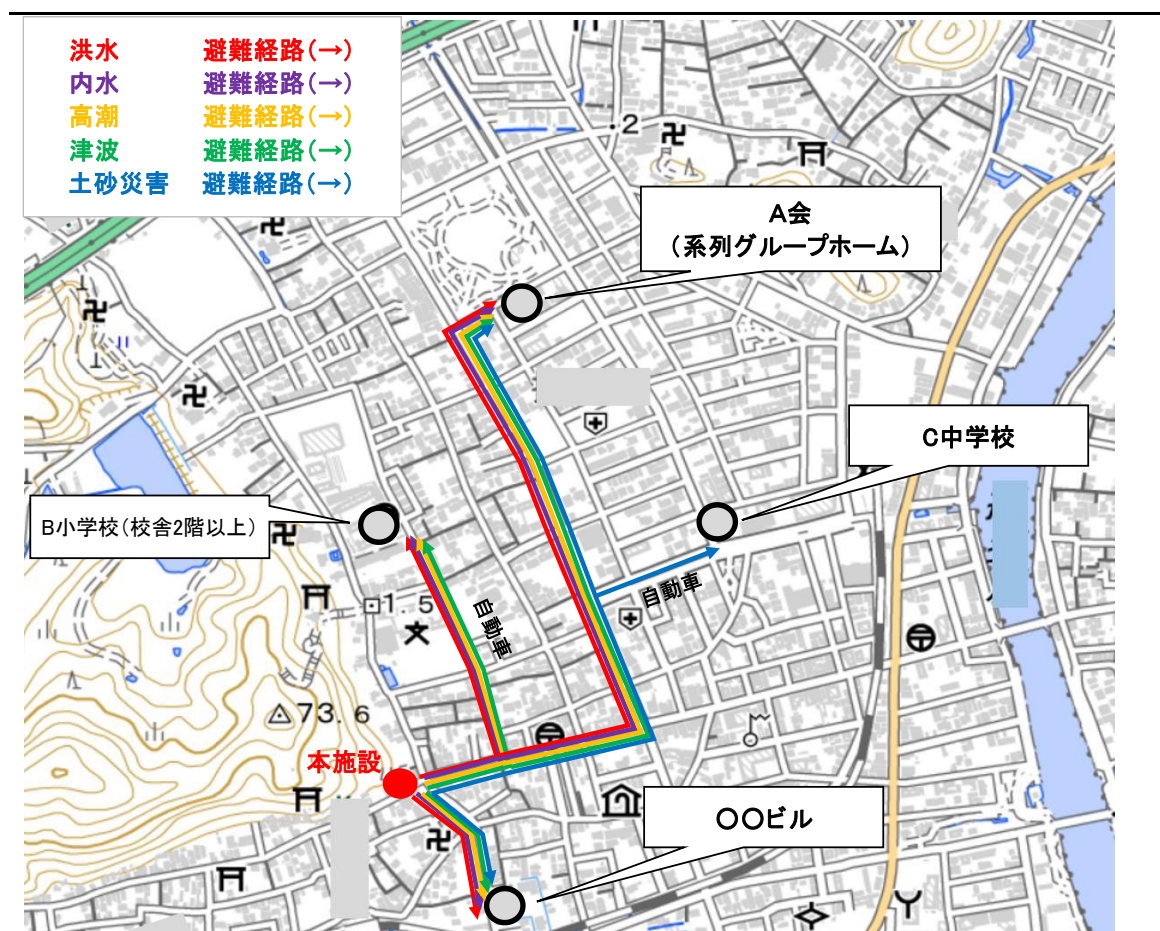 洪水 避難経路(→)
内水 避難経路(→)
高潮 避難経路(→)
津波 避難経路(→)
土砂災害 避難経路(→)
・2
A会
(系列グループホーム)
C中学校
B小学校(校舎2階以上)
1.5
自動車
自動車
73.6
本施設
〇〇ビル